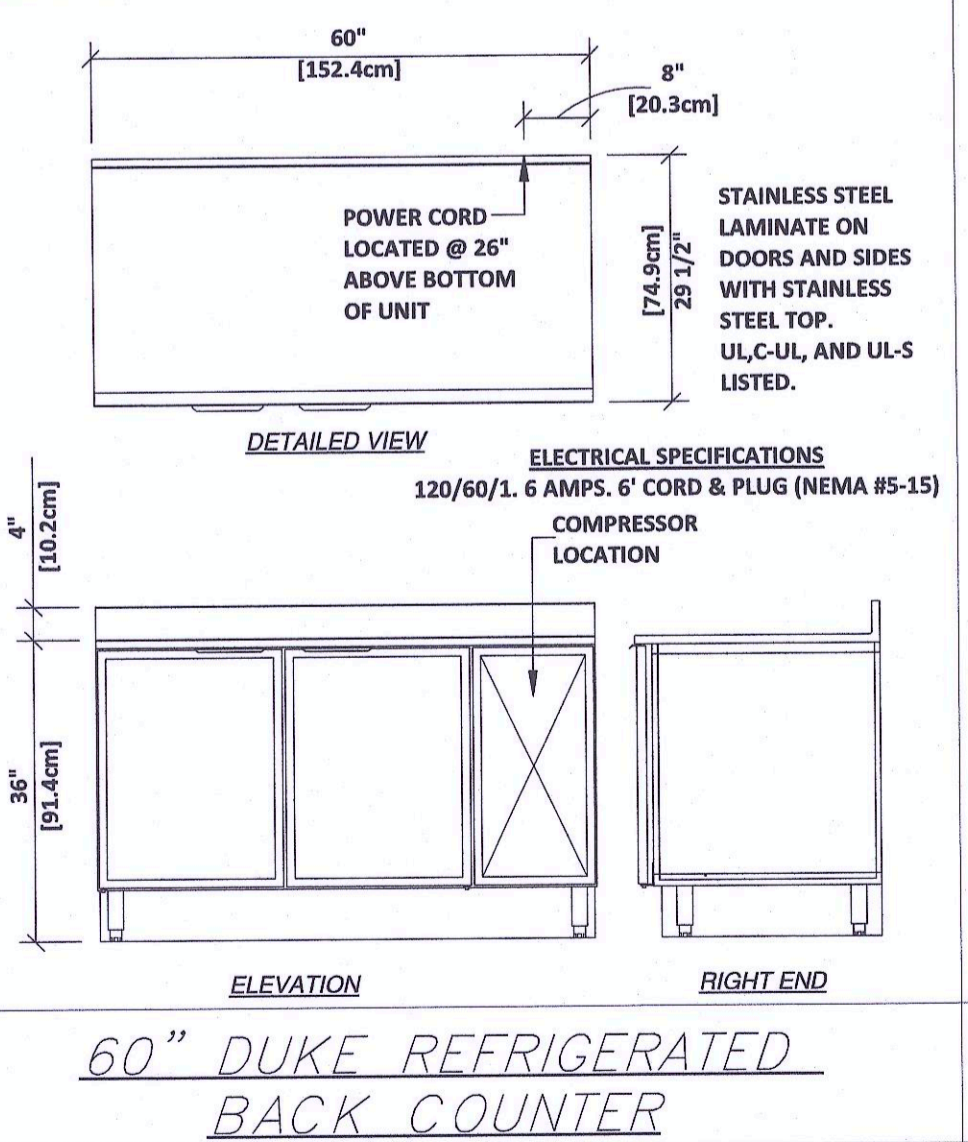 60"
[152.4cm]
8"
[20.3cm]
POWER CORD
LOCATED @ 26"
ABOVE BOTTOM
OF UNIT
[74.9cm]
29 1/2"
STAINLESS STEEL
LAMINATE ON
DOORS AND SIDES
WITH STAINLESS
STEEL TOP.
UL,C-UL, AND UL-S
LISTED.
DETAILED VIEW
ELECTRICAL SPECIFICATIONS
120/60/1. 6 AMPS. 6' CORD & PLUG (NEMA #5-15)
COMPRESSOR
LOCATION
4"
[10.2cm]
36"
[91.4cm]
ELEVATION
RIGHT END
60” DUKE REFRIGERATED
BACK COUNTER